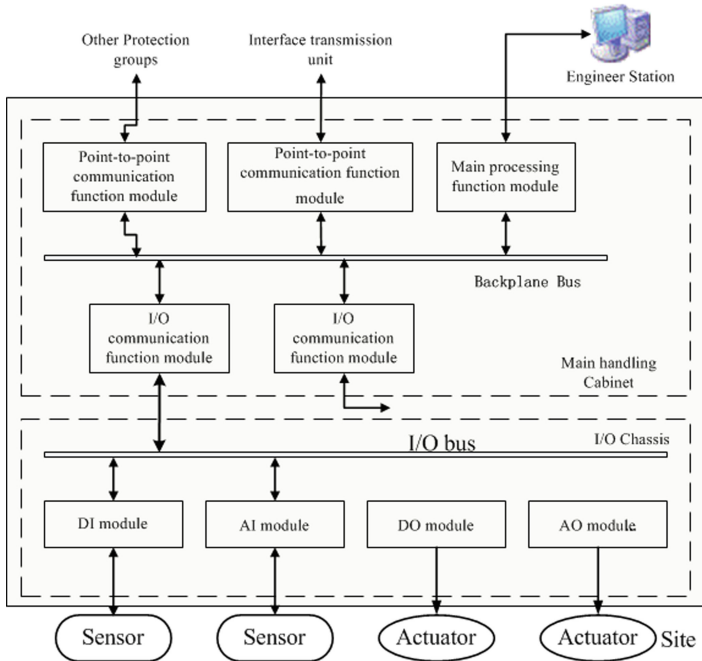 Other Protection
groups
Interface transmission
unit
Engineer Station
Point-to-point
communication
function module
Point-to-point
communication function
module
Main processing
function module
Backplane Bus
I/O
communication
function module
I/O
communication
function module
Main handling
Cabinet
I/O bus
I/O Chassis
DI module
AI module
DO module
AO module.
Sensor
Sensor
Actuator
Actuator
Site